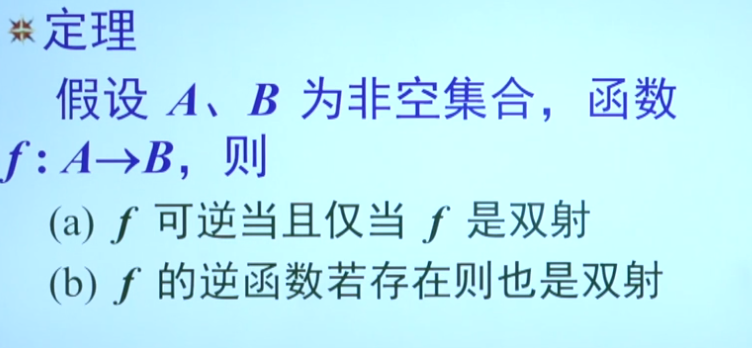 定理
假设 A、B 为非空集合，函数
f : A→B，则
(a) f 可逆当且仅当 f 是双射
(b) f 的逆函数若存在则也是双射